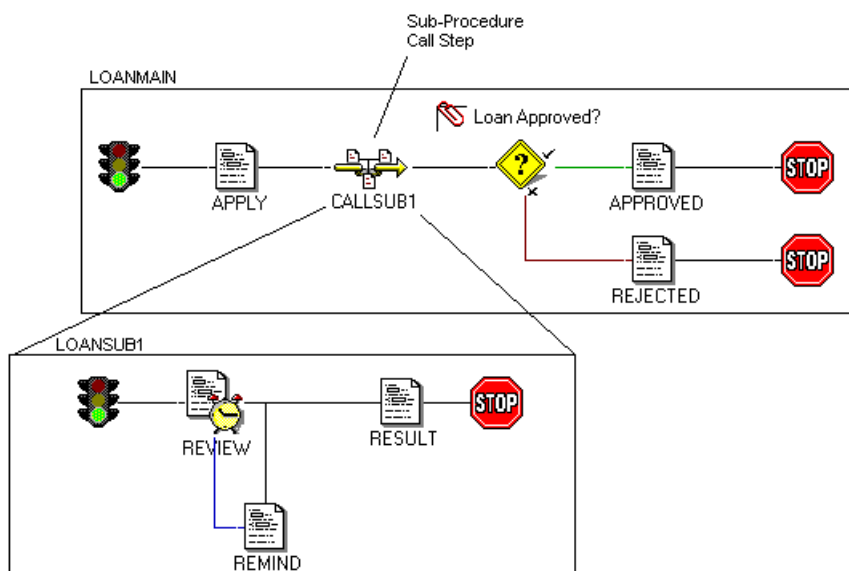 Sub-Procedure
Call Step
LOANMAIN
Loan Approved?
?
STOP
APPLY
CALLSUB1
APPROVED
STOP
REJECTED
LOANSUB1
STOP
REVIEW
RESULT
REMIND